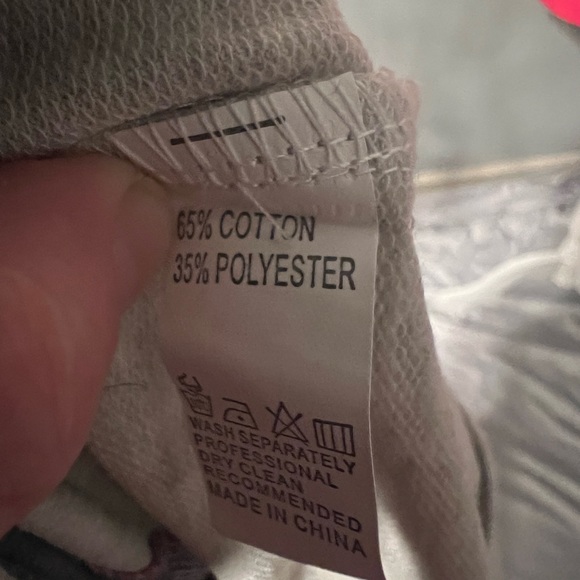 65% COTTON
35% POLYESTER
WASH SEPARATELY
PROFESSIONAL
DRY CLEAN
RECOMMENDED
MADE IN CHINA